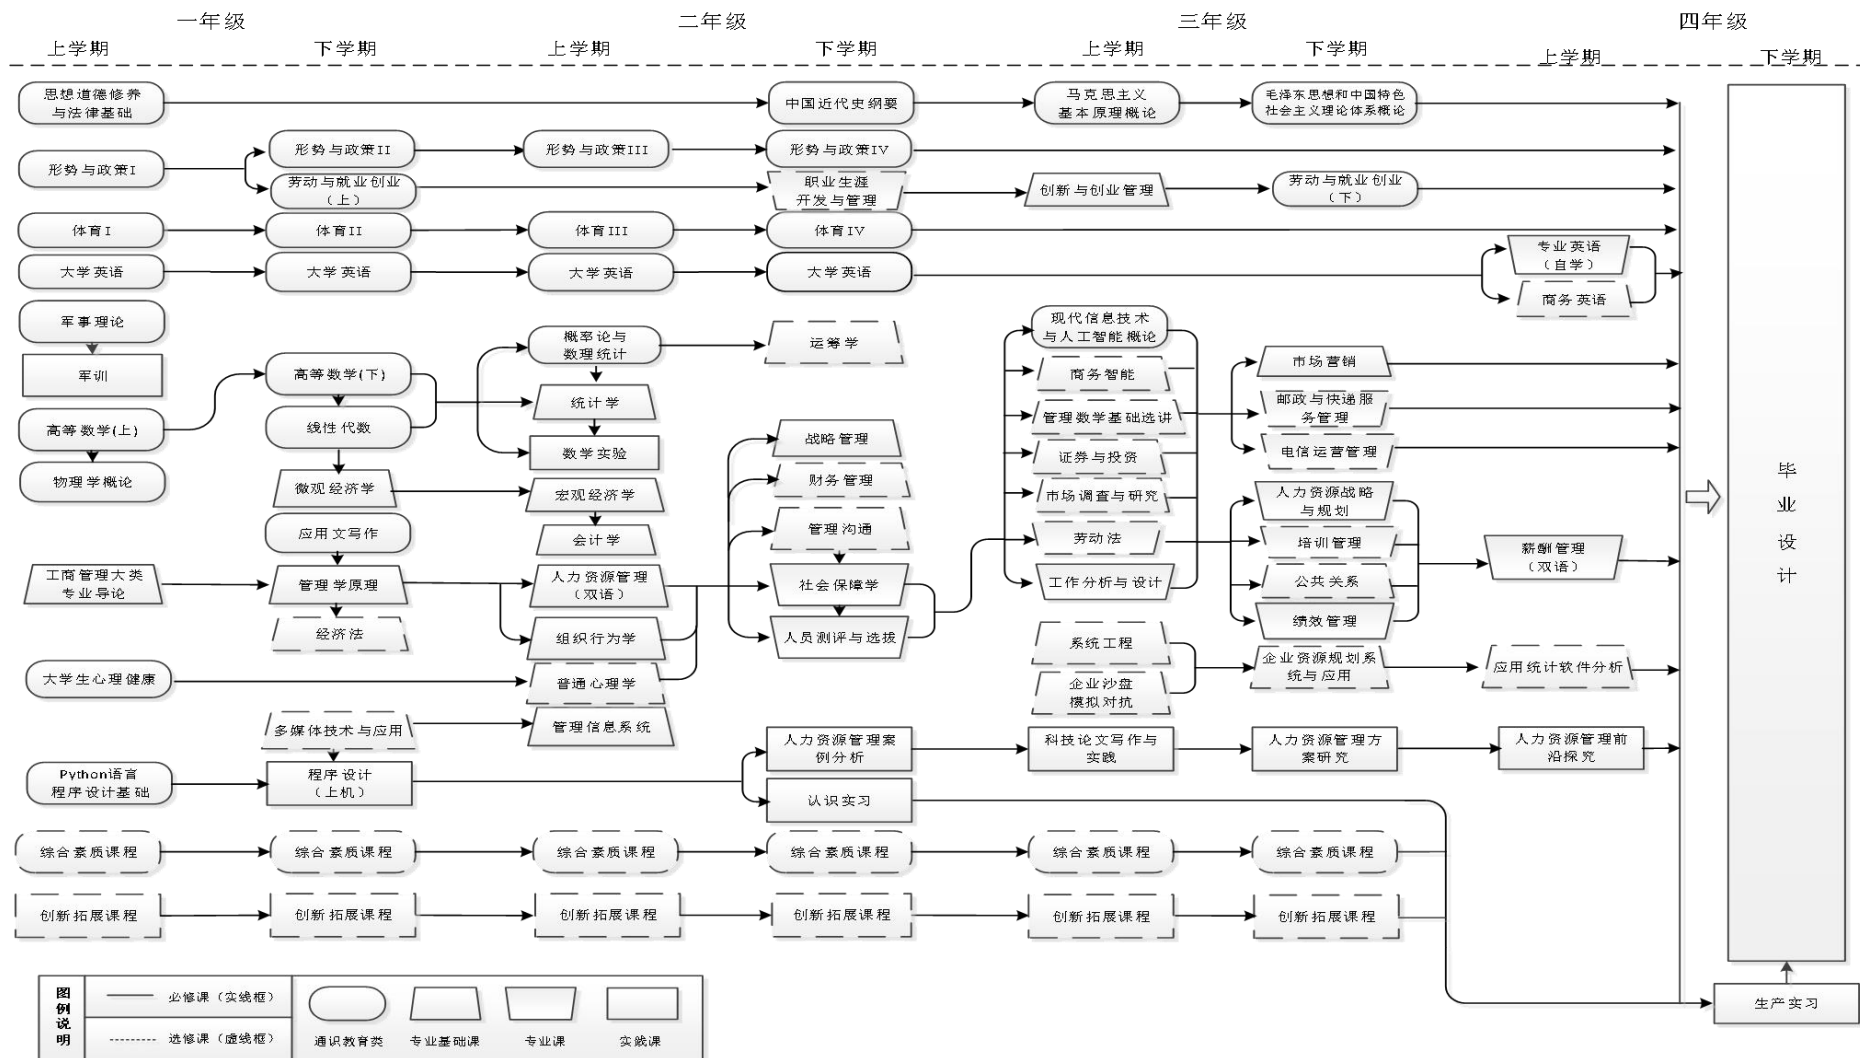 一年级
二年级
三年级
四年级
上学期
下学期
上学期
下学期
上学期
下学期
上学期
下学期
思想道德修养
与法律基础
中国近代史纲要
马克思主义
基本原理概论
毛泽东思想和中国特色
社会主义理论体系概论
形势与政策I
形势与政策II
形势与政策III
形势与政策IV
劳动与就业创业
（上）
职业生涯
开发与管理
创新与创业管理
劳动与就业创业
（下）
体育I
体育II
体育III
体育IV
大学英语
大学英语
大学英语
大学英语
专业英语
（自学）
商务英语
军事理论
军训
高等数学(上)
物理学概论
高等数学(下)
线性代数
微观经济学
应用文写作
概率论与
数理统计
统计学
数学实验
宏观经济学
会计学
运筹学
战略管理
财务管理
管理沟通
社会保障学
人员测评与选拔
现代信息技术
与人工智能概论
商务智能
管理数学基础选讲
证券与投资
市场调查与研究
劳动法
工作分析与设计
市场营销
邮政与快递服
务管理
电信运营管理
人力资源战略
与规划
培训管理
公共关系
绩效管理
薪酬管理
（双语）
工商管理大类
专业导论
管理学原理
经济法
人力资源管理
（双语）
组织行为学
大学生心理健康
普通心理学
系统工程
企业沙盘
模拟对抗
企业资源规划系
统与应用
应用统计软件分析
多媒体技术与应用
管理信息系统
Python语言
程序设计基础
程序设计
（上机）
人力资源管理案
例分析
认识实习
科技论文写作与
实践
人力资源管理方
案研究
人力资源管理前
沿探究
综合素质课程
综合素质课程
综合素质课程
综合素质课程
综合素质课程
综合素质课程
创新拓展课程
创新拓展课程
创新拓展课程
创新拓展课程
创新拓展课程
创新拓展课程
毕
业
设
计
生产实习
图
例
说
明
必修课（实线框）
选修课（虚线框）
通识教育类
专业基础课
专业课
实践课